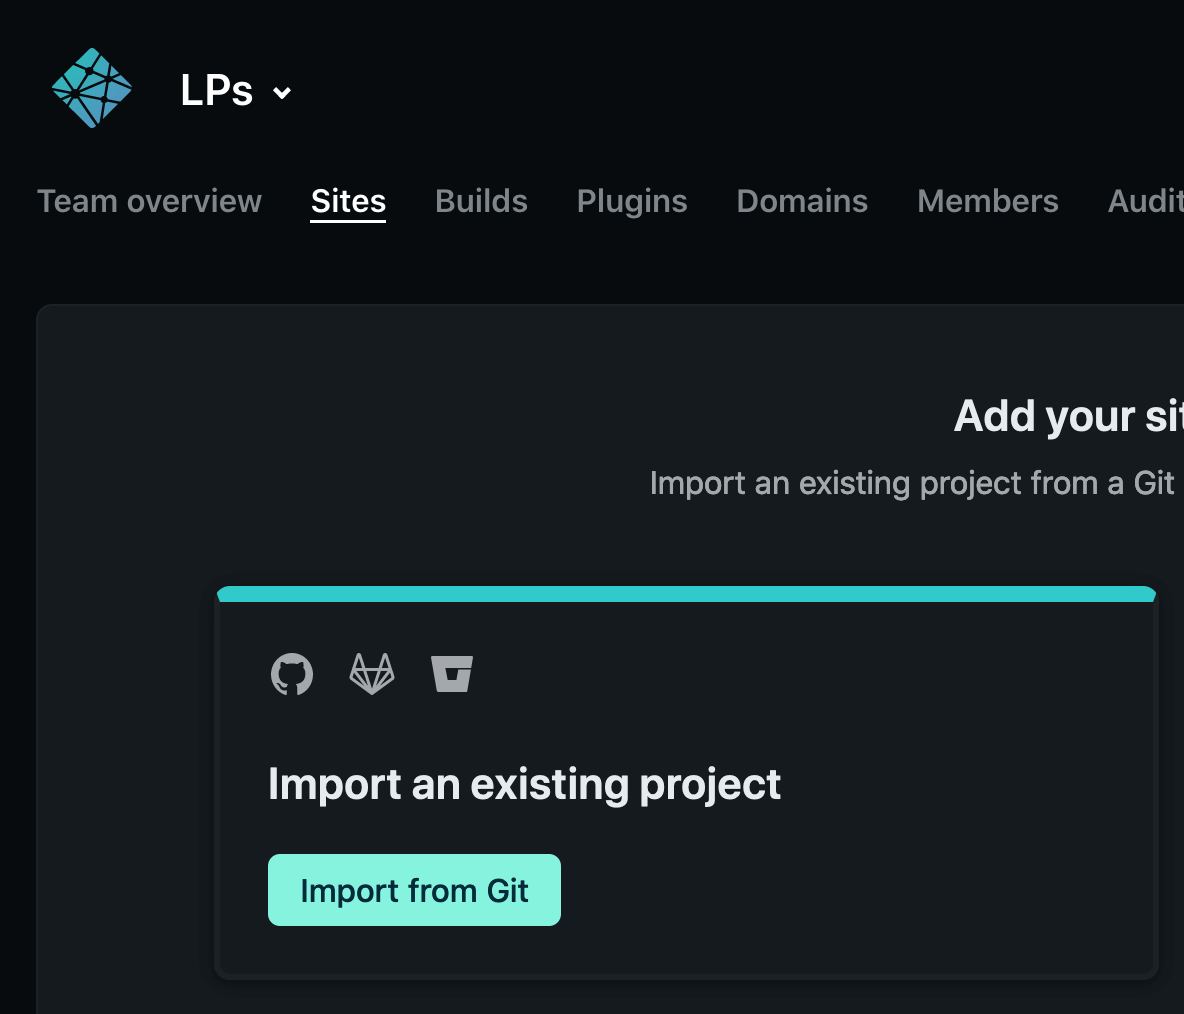 LPs
Team overview Sites Builds Plugins Domains Members Audit
Add your sit
Import an existing project from a Git
Import an existing project
Import from Git